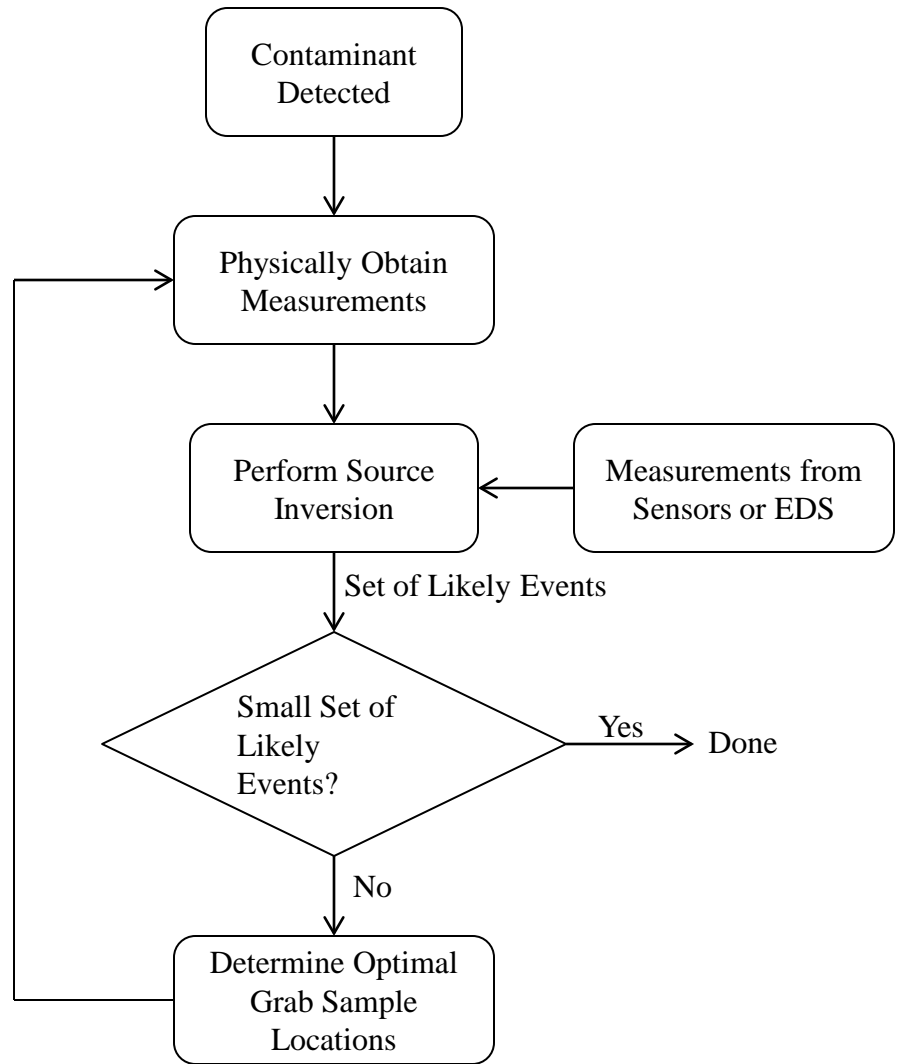 Contaminant
Detected
Physically Obtain
Measurements
Perform Source
Inversion
Measurements from
Sensors or EDS
Set of Likely Events
Small Set of
Likely
Events?
Yes
Done
No
Determine Optimal
Grab Sample
Locations